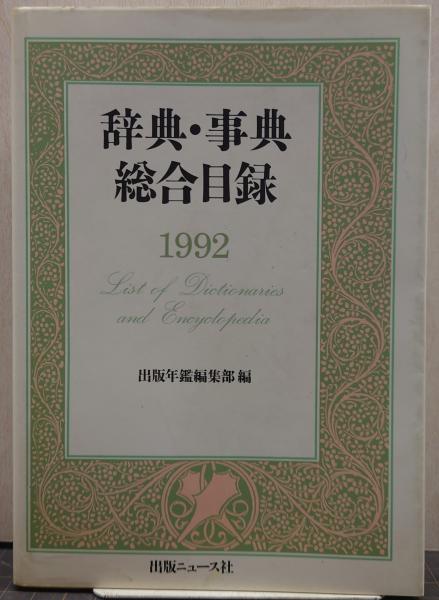 辞典・事典
総合目録
1992
List of Dictionaries
and Encyclopedia
出版年鑑編集部 編
出版ニュース社